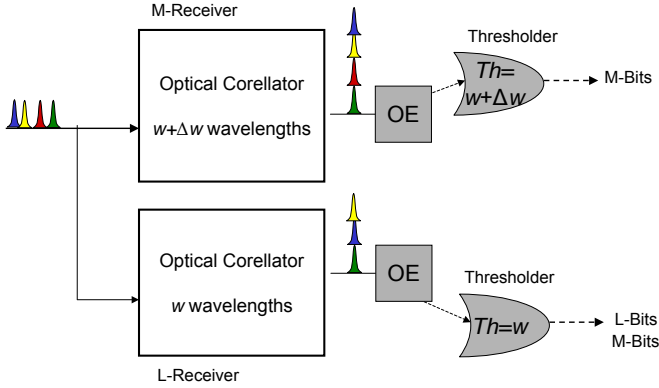 M-Receiver
Optical Corellator
w+Δw wavelengths
OE
Thresholder
Th=
w+Δw
M-Bits
Optical Corellator
w wavelengths
L-Receiver
OE
Thresholder
Th=w
L-Bits
M-Bits